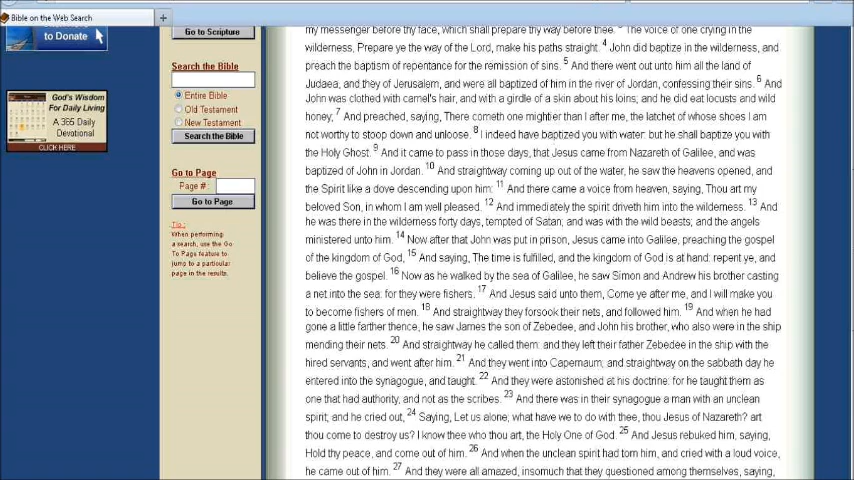 Bible on the Web Search
to Donate
God's Wisdom
For Daily Living
A 365 Daily
Devotional
CLICK HERE
Go to Scripture
Search the Bible
Entire Bible
Old Testament
New Testament
Search the Bible
Go to Page
Page #:
Go to Page
Tip:
When performing
a search, use the Go
To Page feature to
jump to a particular
page in the results.
my messenger before thy face, which shall prepare thy way before thee. 3 The voice of one crying in the
wilderness, Prepare ye the way of the Lord, make his paths straight. 4 John did baptize in the wilderness, and
preach the baptism of repentance for the remission of sins. 5 And there went out unto him all the land of
Judaea, and they of Jerusalem, and were all baptized of him in the river of Jordan, confessing their sins. 6 And
John was clothed with camel's hair, and with a girdle of a skin about his loins; and he did eat locusts and wild
honey; 7 And preached, saying, There cometh one mightier than I after me, the latchet of whose shoes I am
not worthy to stoop down and unloose. 8 I indeed have baptized you with water: but he shall baptize you with
the Holy Ghost. 9 And it came to pass in those days, that Jesus came from Nazareth of Galilee, and was
baptized of John in Jordan. 10 And straightway coming up out of the water, he saw the heavens opened, and
the Spirit like a dove descending upon him: 11 And there came a voice from heaven, saying, Thou art my
beloved Son, in whom I am well pleased. 12 And immediately the spirit driveth him into the wilderness. 13 And
he was there in the wilderness forty days, tempted of Satan; and was with the wild beasts; and the angels
ministered unto him. 14 Now after that John was put in prison, Jesus came into Galilee, preaching the gospel
of the kingdom of God, 15 And saying, The time is fulfilled, and the kingdom of God is at hand: repent ye, and
believe the gospel. 16 Now as he walked by the sea of Galilee, he saw Simon and Andrew his brother casting
a net into the sea: for they were fishers. 17 And Jesus said unto them, Come ye after me, and I will make you
to become fishers of men. 18 And straightway they forsook their nets, and followed him. 19 And when he had
gone a little farther thence, he saw James the son of Zebedee, and John his brother, who also were in the ship
mending their nets. 20 And straightway he called them: and they left their father Zebedee in the ship with the
hired servants, and went after him. 21 And they went into Capernaum; and straightway on the sabbath day he
entered into the synagogue, and taught. 22 And they were astonished at his doctrine: for he taught them as
one that had authority, and not as the scribes. 23 And there was in their synagogue a man with an unclean
spirit; and he cried out, 24 Saying, Let us alone; what have we to do with thee, thou Jesus of Nazareth? art
thou come to destroy us? I know thee who thou art, the Holy One of God. 25 And Jesus rebuked him, saying,
Hold thy peace, and come out of him. 26 And when the unclean spirit had torn him, and cried with a loud voice,
he came out of him. 27 And they were all amazed, insomuch that they questioned among themselves, saying,